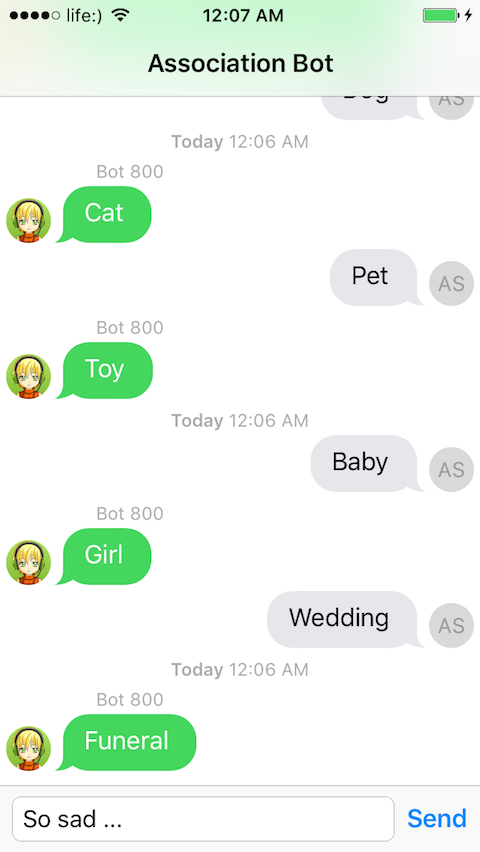 life:) 12:07 AM
Association Bot
AS
Today 12:06 AM
Bot 800
Cat
Pet
AS
Bot 800
Toy
Today 12:06 AM
Baby
AS
Bot 800
Girl
Wedding
AS
Today 12:06 AM
Bot 800
Funeral
So sad ...
Send